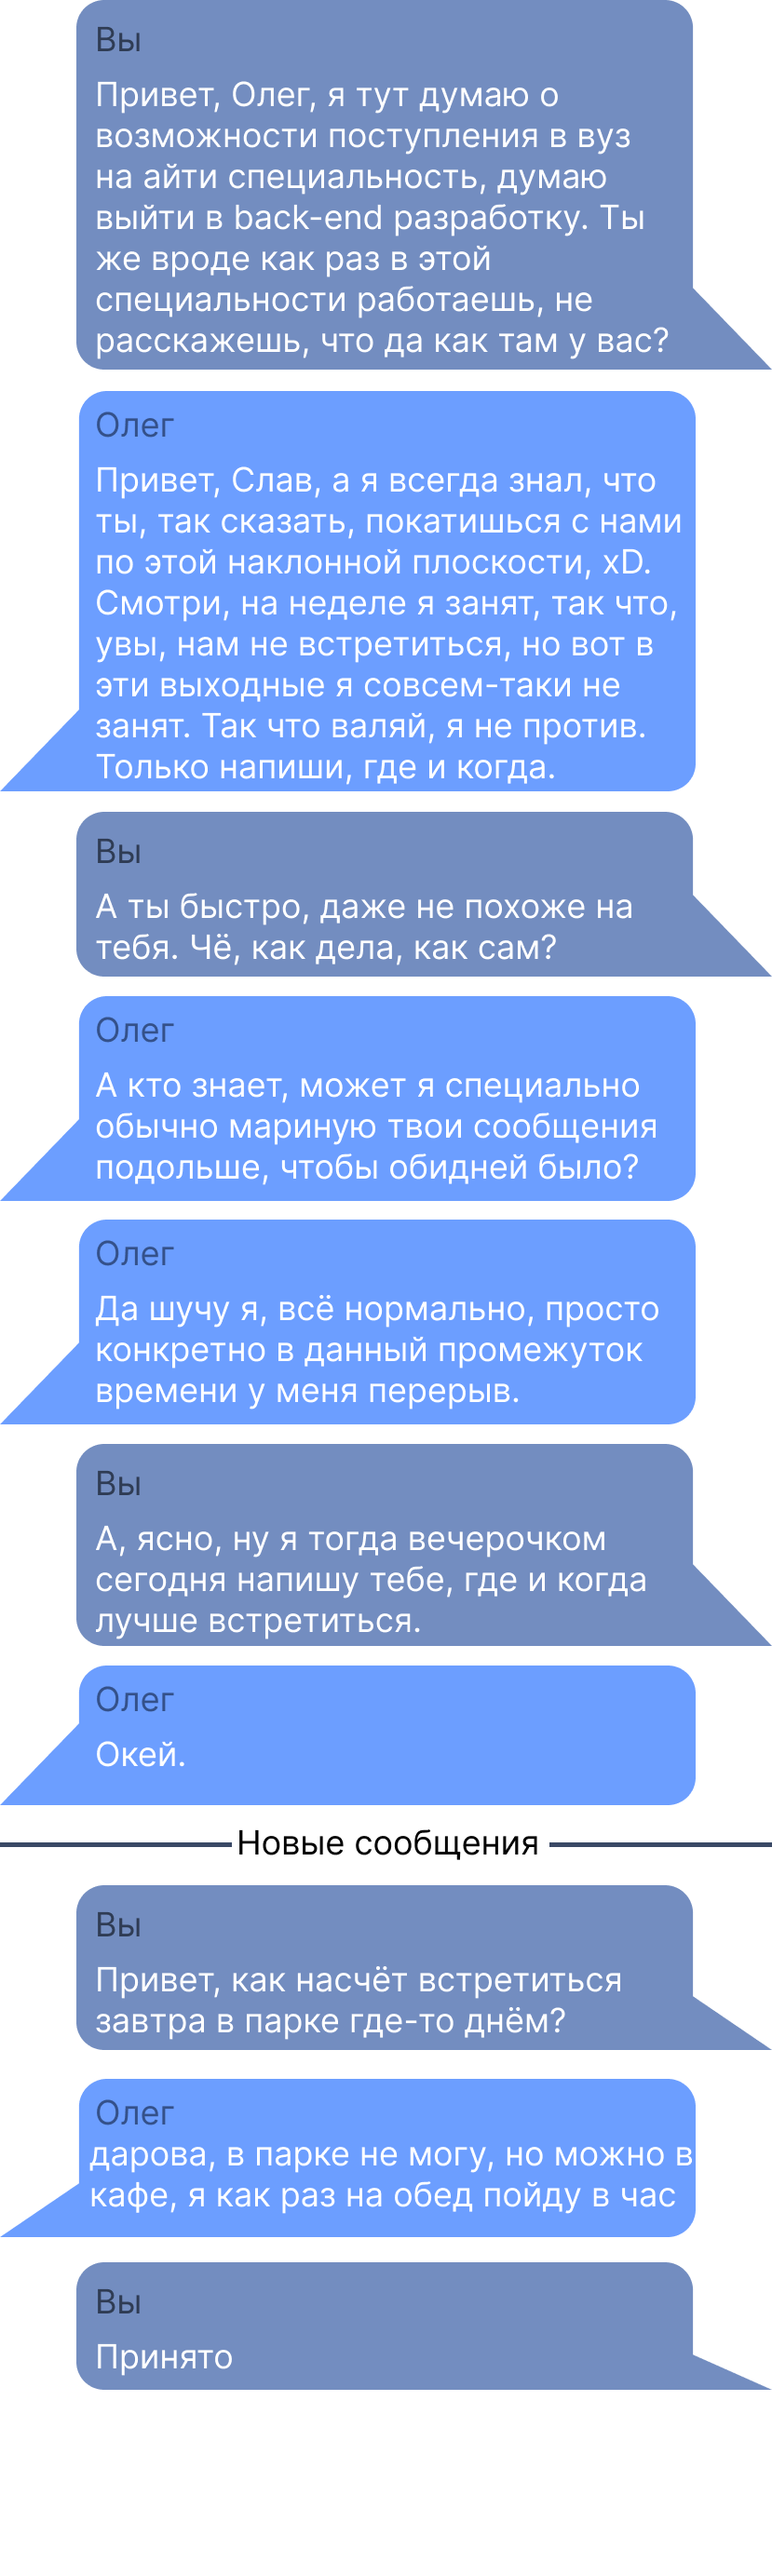 Вы
Привет, Олег, я тут думаю о
возможности поступления в вуз
на айти специальность, думаю
выйти в back-end разработку. Ты
же вроде как раз в этой
специальности работаешь, не
расскажешь, что да как там у вас?
Олег
Привет, Слав, а я всегда знал, что
ты, так сказать, покатишься с нами
по этой наклонной плоскости, xD.
Смотри, на неделе я занят, так что,
увы, нам не встретиться, но вот в
эти выходные я совсем-таки не
занят. Так что валяй, я не против.
Только напиши, где и когда.
Вы
А ты быстро, даже не похоже на
тебя. Чё, как дела, как сам?
Олег
А кто знает, может я специально
обычно мариную твои сообщения
подольше, чтобы обидней было?
Олег
Да шучу я, всё нормально, просто
конкретно в данный промежуток
времени у меня перерыв.
Вы
А, ясно, ну я тогда вечерочком
сегодня напишу тебе, где и когда
лучше встретиться.
Олег
Окей.
Новые сообщения
Вы
Привет, как насчёт встретиться
завтра в парке где-то днём?
Олег
дарова, в парке не могу, но можно в
кафе, я как раз на обед пойду в час
Вы
Принято